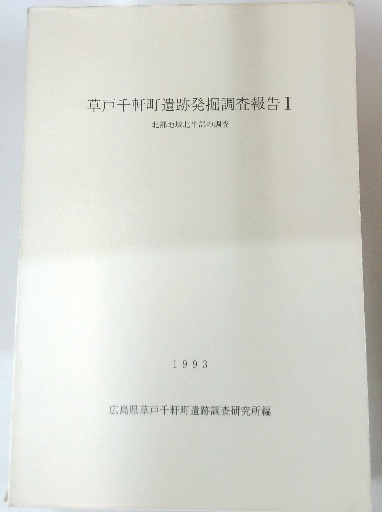 草戸千軒町遺跡発掘調査報告Ⅰ
北部地域北半部の調査
1993
広島県草戸千軒町遺跡調査研究所編